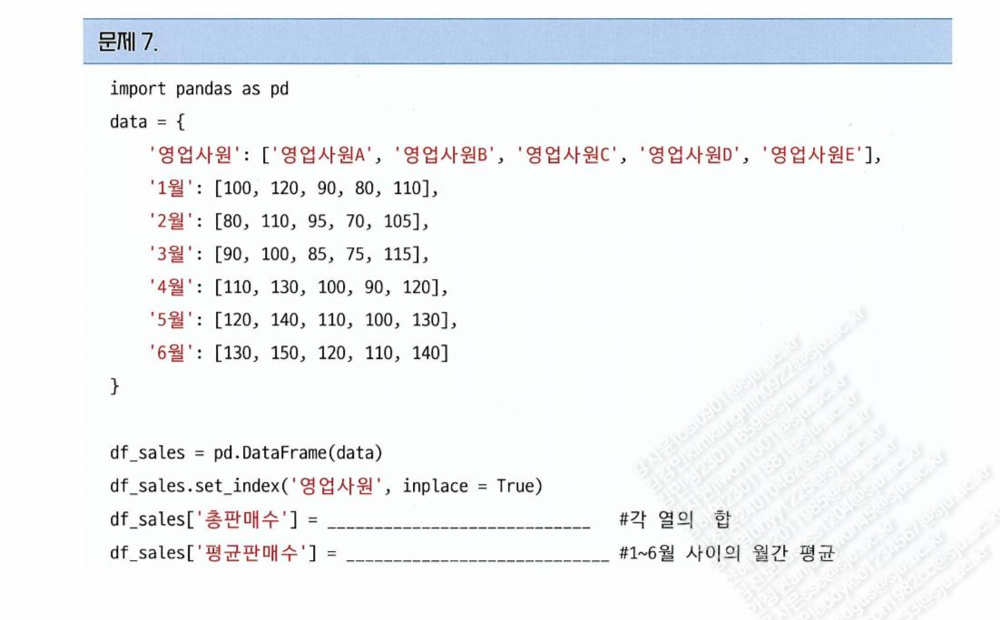 문제 7.
import pandas as pd
data = {
    '영업사원': ['영업사원A', '영업사원B', '영업사원C', '영업사원D', '영업사원E'],
    '1월': [100, 120, 90, 80, 110],
    '2월': [80, 110, 95, 70, 105],
    '3월': [90, 100, 85, 75, 115],
    '4월': [110, 130, 100, 90, 120],
    '5월': [120, 140, 110, 100, 130],
    '6월': [130, 150, 120, 110, 140]
}
df_sales = pd.DataFrame(data)
df_sales.set_index('영업사원', inplace = True)
df_sales['총판매수'] = ____________________________ #각 열의 합
df_sales['평균판매수'] = ____________________________ #1~6월 사이의 월간 평균